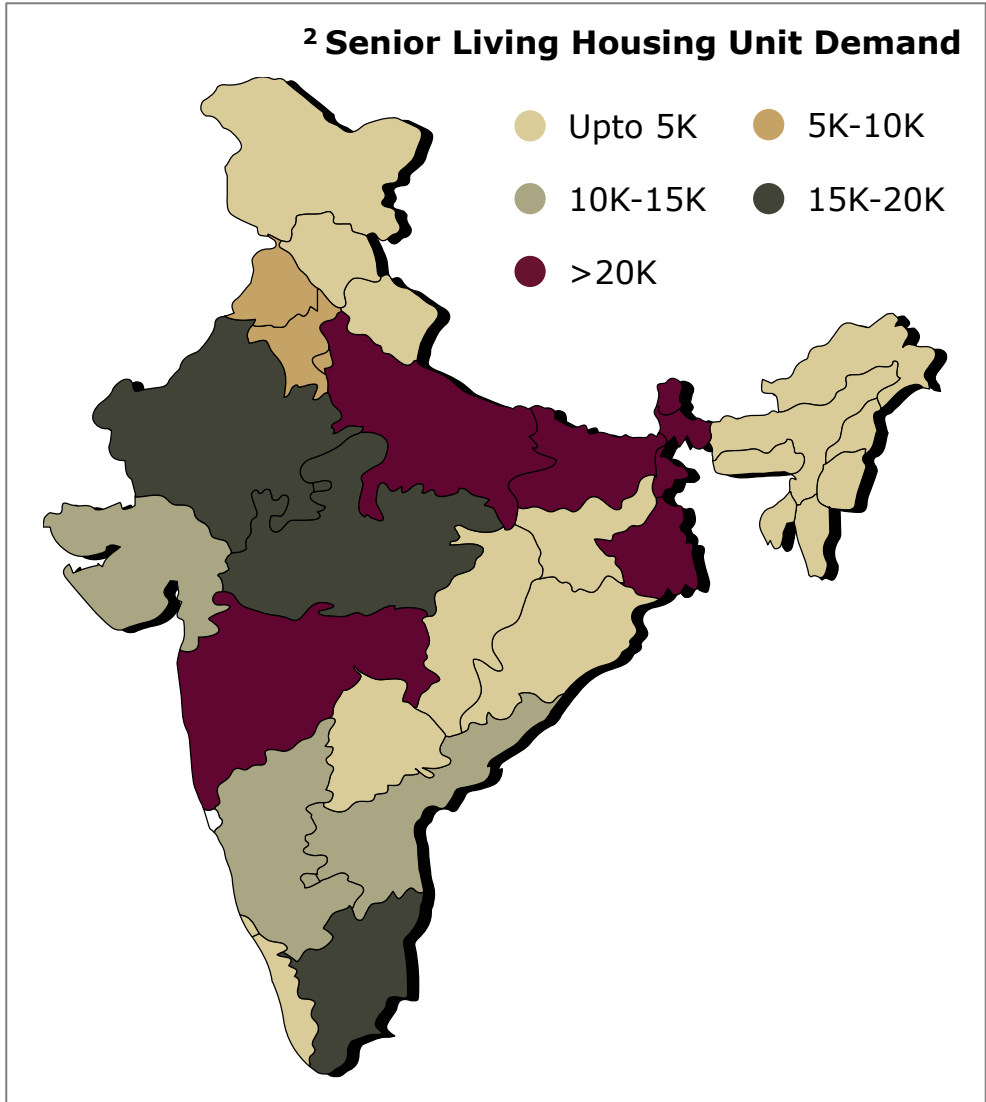 ² Senior Living Housing Unit Demand
Upto 5K
5K-10K
10K-15K
15K-20K
>20K